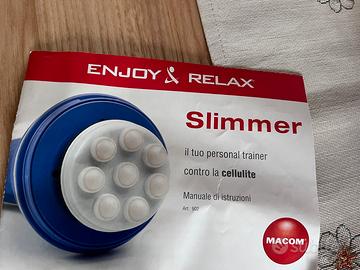 ENJOY & RELAX
Slimmer
il tuo personal trainer
contro la cellulite
Manuale di istruzioni
MACOM